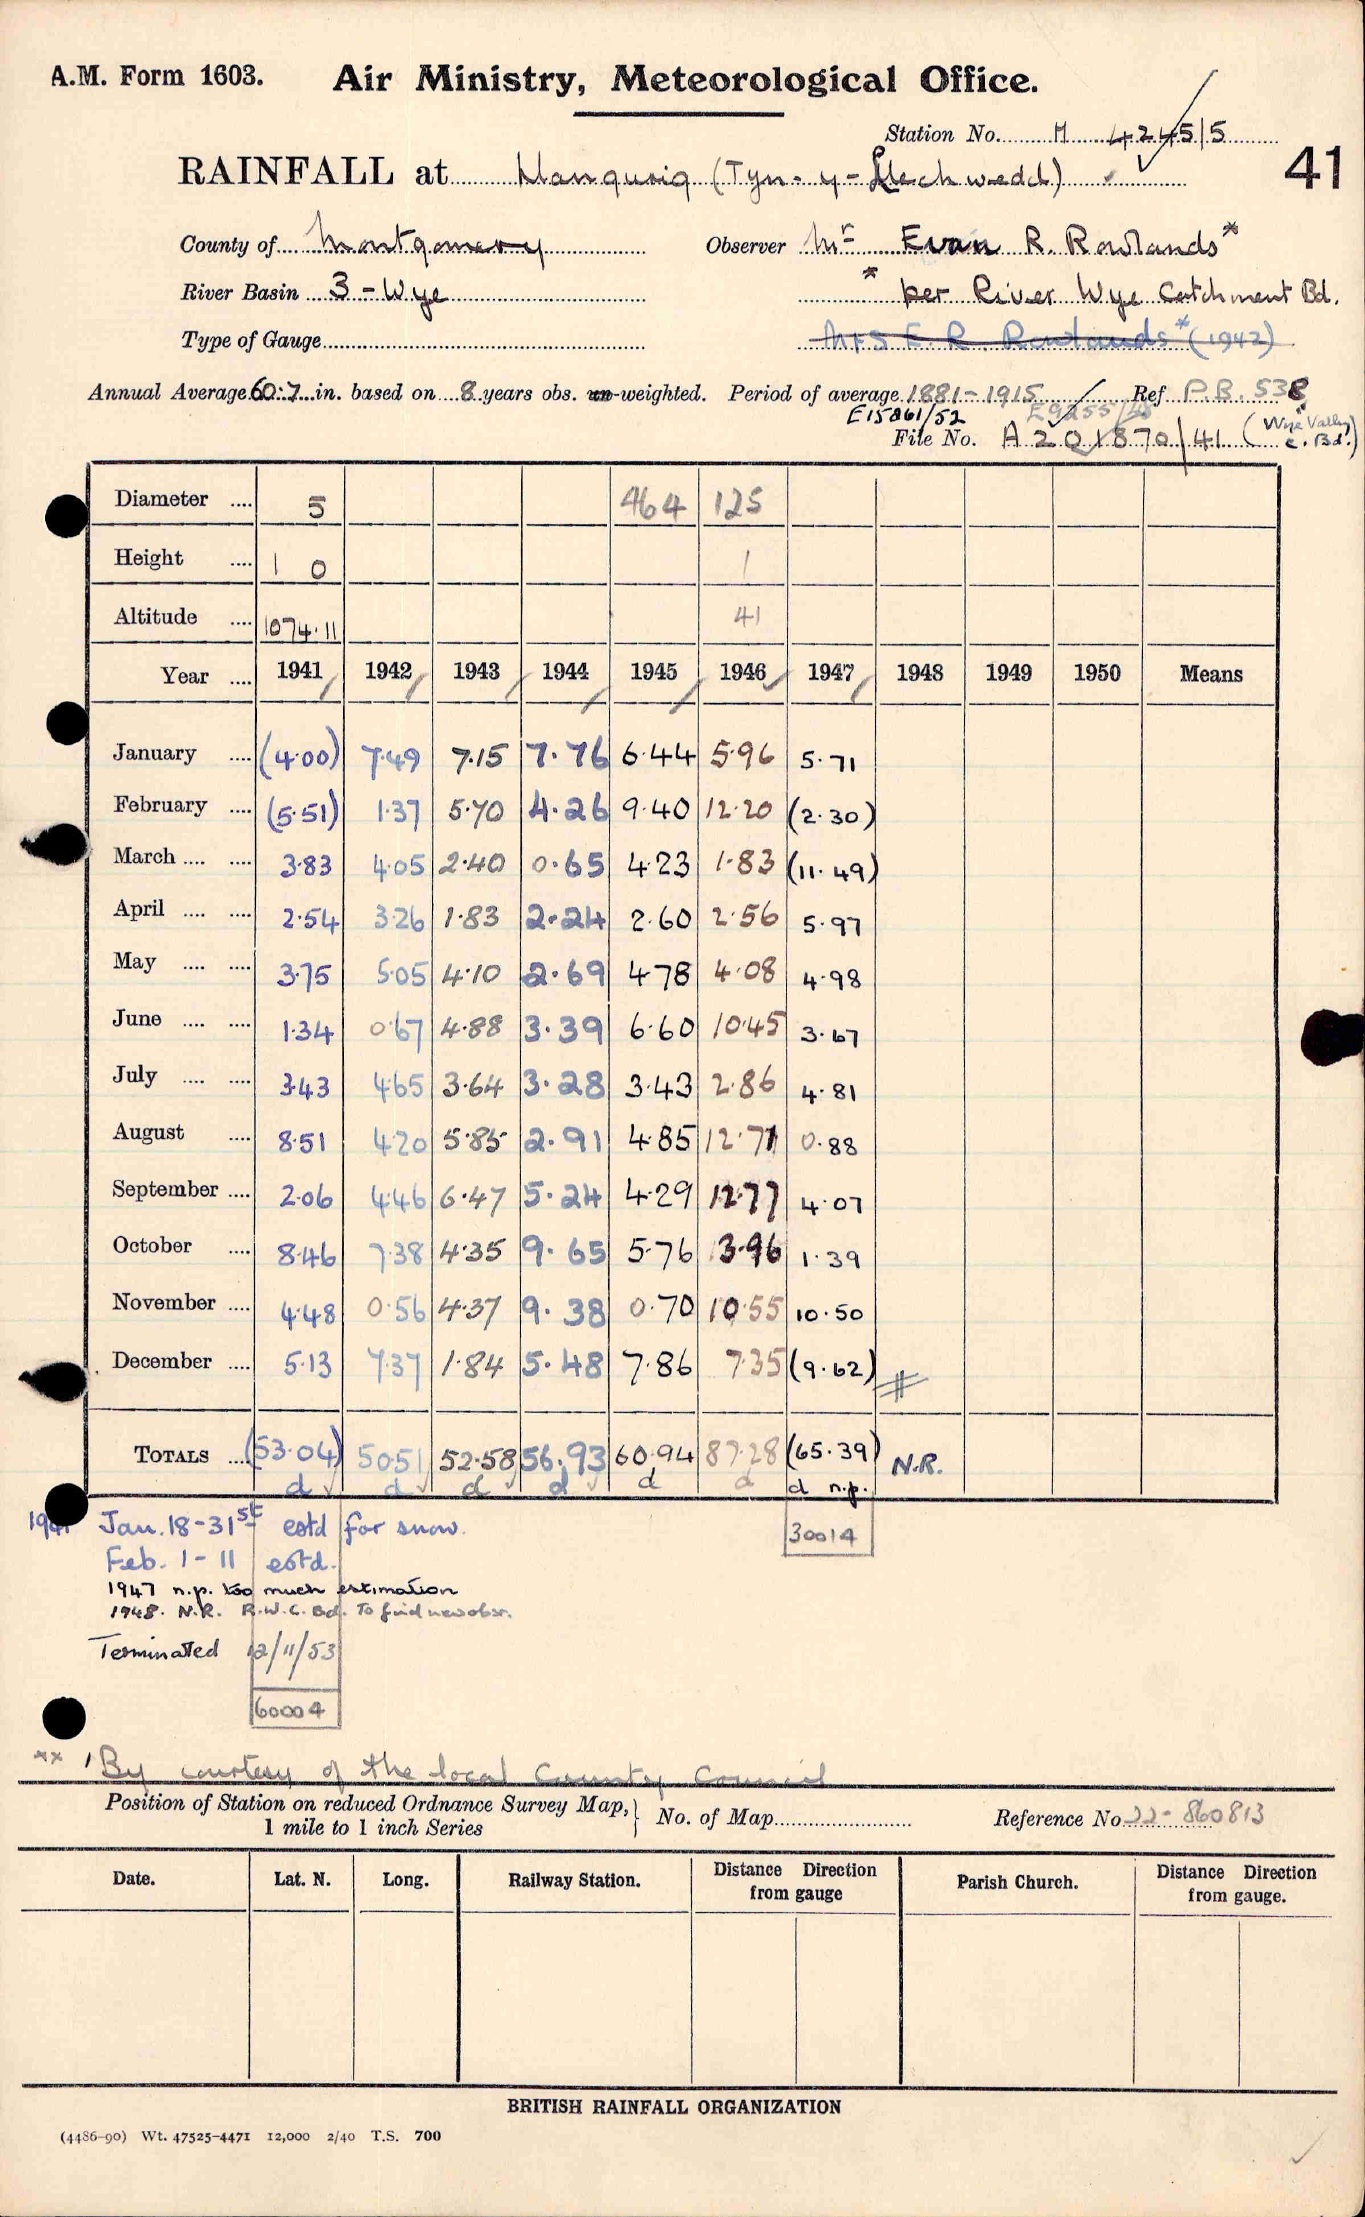 A.M. Form 1603. Air Ministry, Meteorological Office.
Station No. H 4245/5
41
RAINFALL at Llangurig (Tyn-y-Llechwedd)
County of Montgomery Observer Mr Evan R. Rowlands*
River Basin 3 - Wye * per River Wye Catchment Bd.
Type of Gauge Mrs E. R. Rowlands* (1942)
Annual Average 60.7 in. based on 8 years obs. un-weighted. Period of average 1881-1915 Ref P.B. 538
E15861/52 E9255/48
File No. A 201870/41 (Wye Valley C. Bd.)
Diameter .... 5 464 125
Height .... 1 0 1
Altitude .... 1074.11 41
Year .... 1941 1942 1943 1944 1945 1946 1947 1948 1949 1950 Means
January .... (4.00) 7.49 7.15 7.76 6.44 5.96 5.71
February .... (5.51) 1.37 5.70 4.26 9.40 12.20 (2.30)
March .... .... 3.83 4.05 2.40 0.65 4.23 1.83 (11.49)
April .... .... 2.54 3.26 1.83 2.24 2.60 2.56 5.97
May .... .... 3.75 5.05 4.10 2.69 4.78 4.08 4.98
June .... .... 1.34 0.67 4.88 3.39 6.60 10.45 3.67
July .... .... 3.43 4.65 3.64 3.28 3.43 2.86 4.81
August .... 8.51 4.20 5.85 2.91 4.85 12.71 0.88
September .... 2.06 4.46 6.47 5.24 4.29 12.77 4.07
October .... 8.46 7.38 4.35 9.65 5.76 3.96 1.39
November .... 4.48 0.56 4.37 9.38 0.70 10.55 10.50
December .... 5.13 7.37 1.84 5.48 7.86 7.35 (9.62)
TOTALS .... (53.04) 50.51 52.58 56.93 60.94 87.28 (65.39) N.R.
d d d d d d d n.p.
1941 Jan. 18-31st estd for snow.
30014
Feb. 1-11 estd.
1947 n.p. too much estimation
1948. N.R. R.W.C. Bd. To find new obsr.
Terminated 12/11/53
60004
xx By courtesy of the local County Council
Position of Station on reduced Ordnance Survey Map, 1 mile to 1 inch Series } No. of Map Reference No 22-860813
Date. Lat. N. Long. Railway Station. Distance Direction from gauge Parish Church. Distance Direction from gauge.
BRITISH RAINFALL ORGANIZATION
(4486-90) Wt. 47525-4471 12,000 2/40 T.S. 700